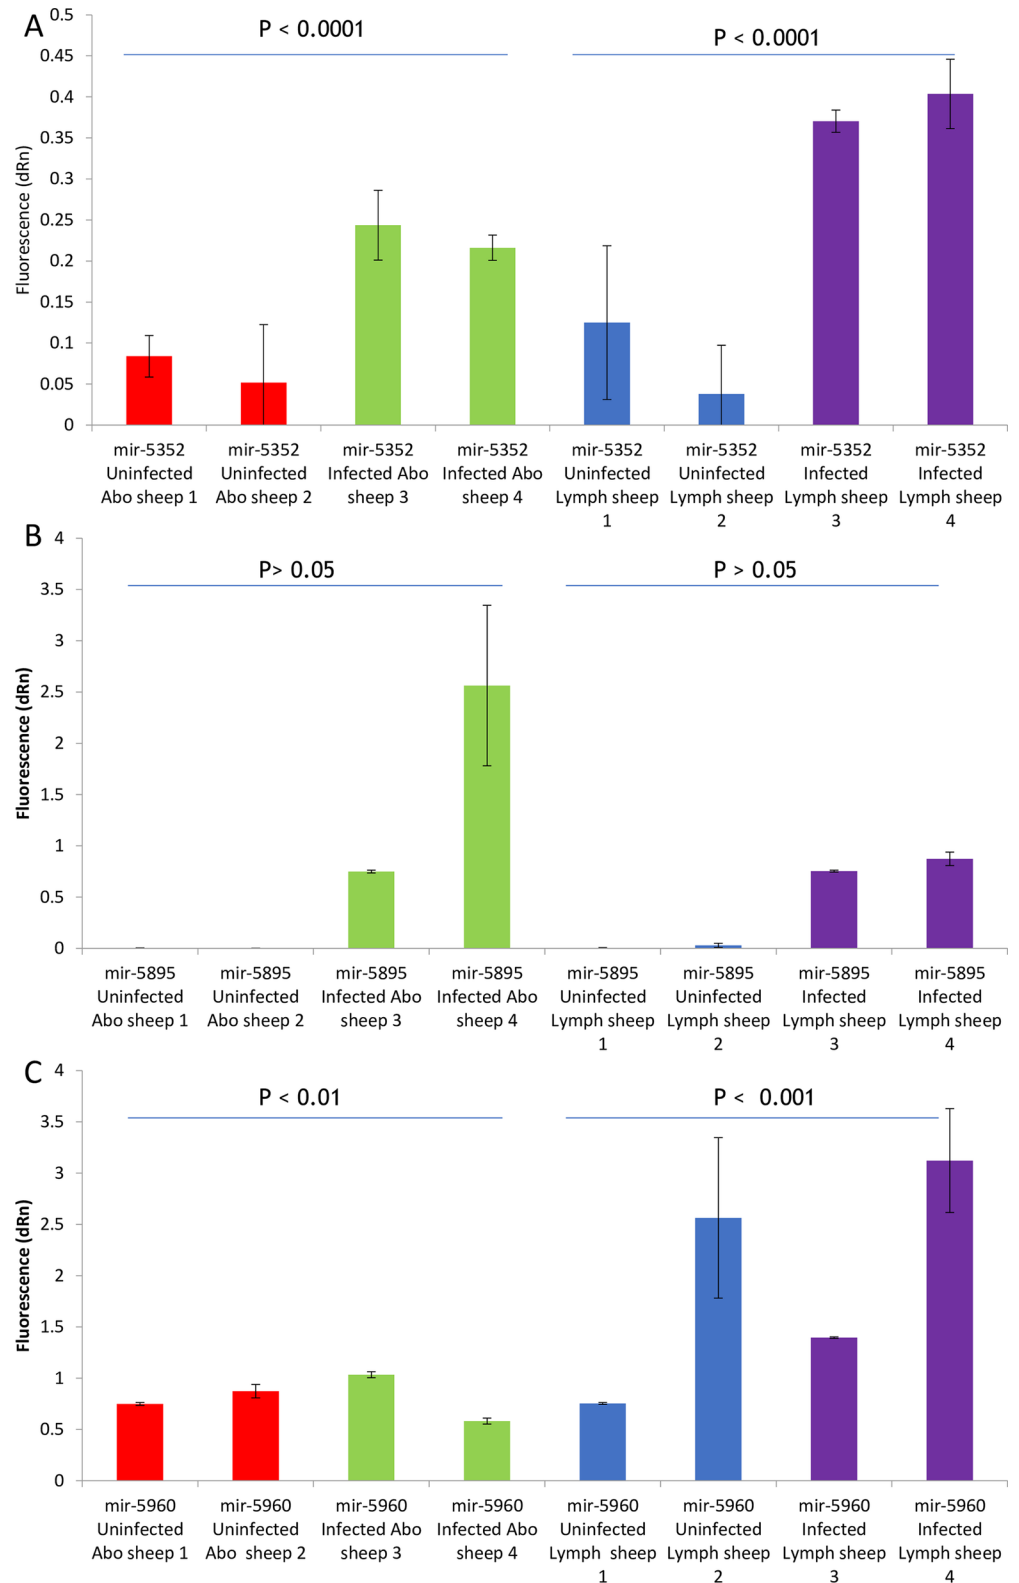 A
P < 0.0001
P < 0.0001
Fluorescence (dRn)
0.5
0.45
0.4
0.35
0.3
0.25
0.2
0.15
0.1
0.05
0
mir-5352 Uninfected Abo sheep 1
mir-5352 Uninfected Abo sheep 2
mir-5352 Infected Abo sheep 3
mir-5352 Infected Abo sheep 4
mir-5352 Uninfected Lymph sheep 1
mir-5352 Uninfected Lymph sheep 2
mir-5352 Infected Lymph sheep 3
mir-5352 Infected Lymph sheep 4
B
P> 0.05
P > 0.05
Fluorescence (dRn)
4
3.5
3
2.5
2
1.5
1
0.5
0
mir-5895 Uninfected Abo sheep 1
mir-5895 Uninfected Abo sheep 2
mir-5895 Infected Abo sheep 3
mir-5895 Infected Abo sheep 4
mir-5895 Uninfected Lymph sheep 1
mir-5895 Uninfected Lymph sheep 2
mir-5895 Infected Lymph sheep 3
mir-5895 Infected Lymph sheep 4
C
P < 0.01
P < 0.001
Fluorescence (dRn)
4
3.5
3
2.5
2
1.5
1
0.5
0
mir-5960 Uninfected Abo sheep 1
mir-5960 Uninfected Abo sheep 2
mir-5960 Infected Abo sheep 3
mir-5960 Infected Abo sheep 4
mir-5960 Uninfected Lymph sheep 1
mir-5960 Uninfected Lymph sheep 2
mir-5960 Infected Lymph sheep 3
mir-5960 Infected Lymph sheep 4